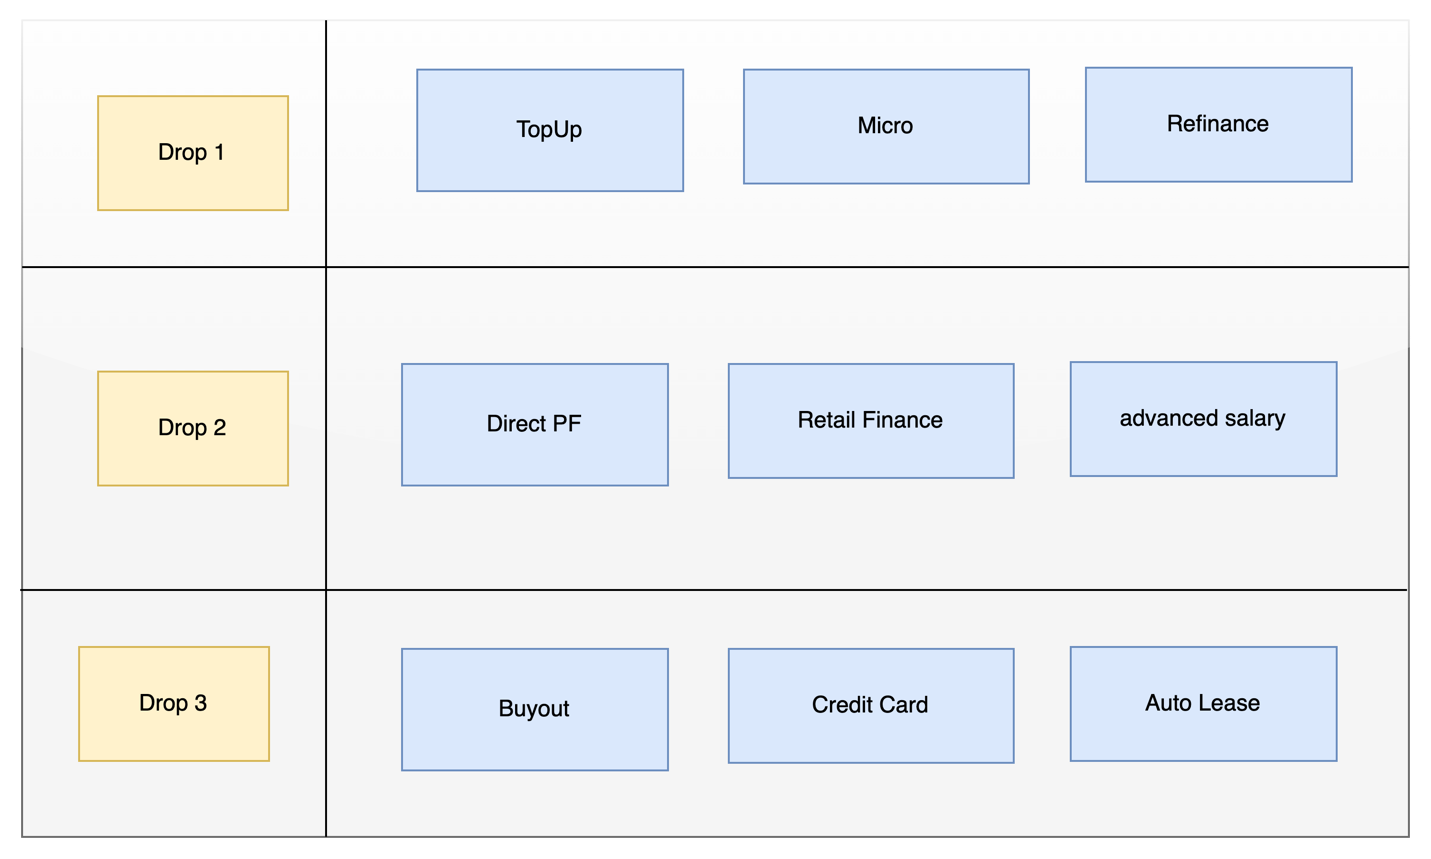 Drop 1
TopUp
Micro
Refinance
Drop 2
Direct PF
Retail Finance
advanced salary
Drop 3
Buyout
Credit Card
Auto Lease